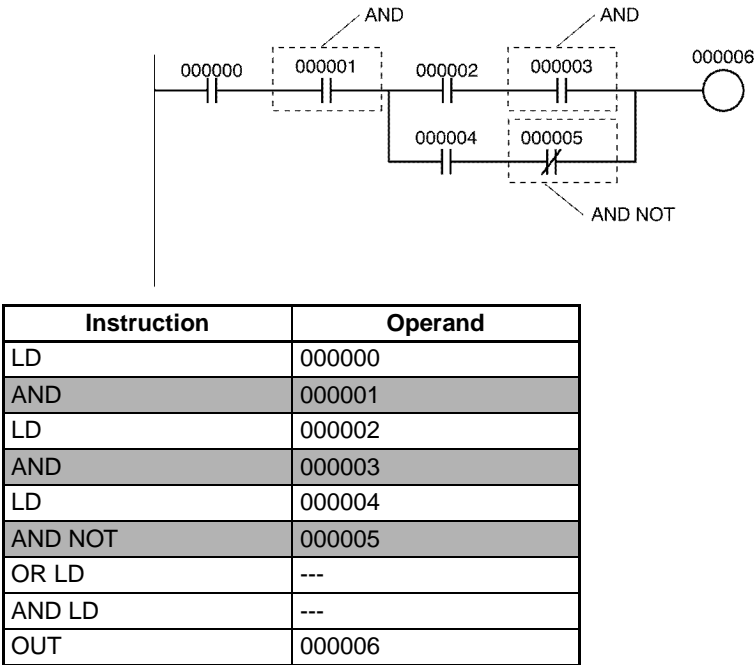 AND AND
000000 000001 000002 000003 000006
000004 000005
AND NOT
Instruction Operand
LD 000000
AND 000001
LD 000002
AND 000003
LD 000004
AND NOT 000005
OR LD ---
AND LD ---
OUT 000006